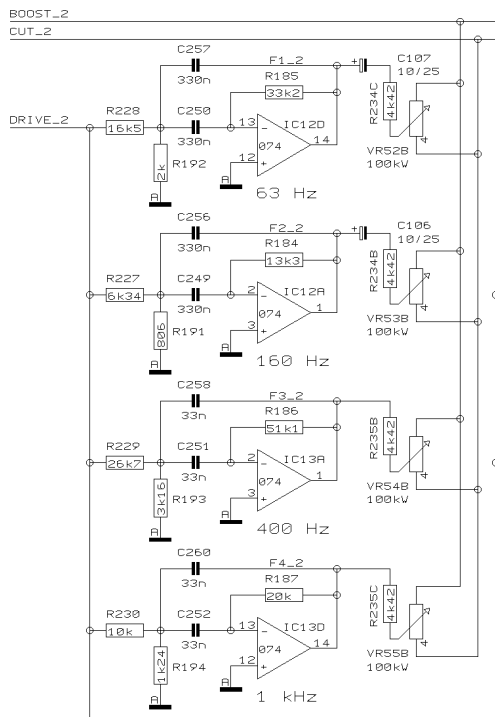 BOOST_2
CUT_2
C257
330n
F1_2
R185
33k2
C107
10/25
R234C
4k42
R228
16k5
C250
330n
DRIVE_2
13
IC12D
14
074
12
2k
R192
A
A
VR52B
100kW
4
63 Hz
C256
330n
F2_2
R184
13k3
C106
10/25
R234B
4k42
R227
6k34
C249
330n
2
IC12A
1
074
3
806
R191
A
A
VR53B
100kW
4
160 Hz
C258
33n
F3_2
R186
51k1
R235B
4k42
R229
26k7
C251
33n
2
IC13A
1
074
3
3k16
R193
A
A
VR54B
100kW
4
400 Hz
C260
33n
F4_2
R187
20k
R235C
4k42
R230
10k
C252
33n
13
IC13D
14
074
12
1k24
R194
A
A
VR55B
100kW
4
1 kHz